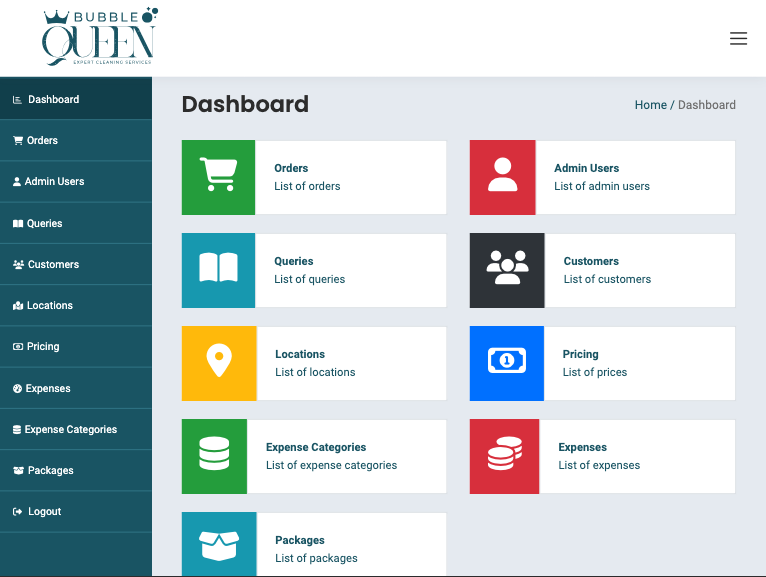 BUBBLE
QUEEN
EXPERT CLEANING SERVICES
Dashboard
Orders
Admin Users
Queries
Customers
Locations
Pricing
Expenses
Expense Categories
Packages
Logout
Dashboard
Home / Dashboard
Orders
List of orders
Admin Users
List of admin users
Queries
List of queries
Customers
List of customers
Locations
List of locations
Pricing
List of prices
1
Expense Categories
List of expense categories
Expenses
List of expenses
Packages
List of packages